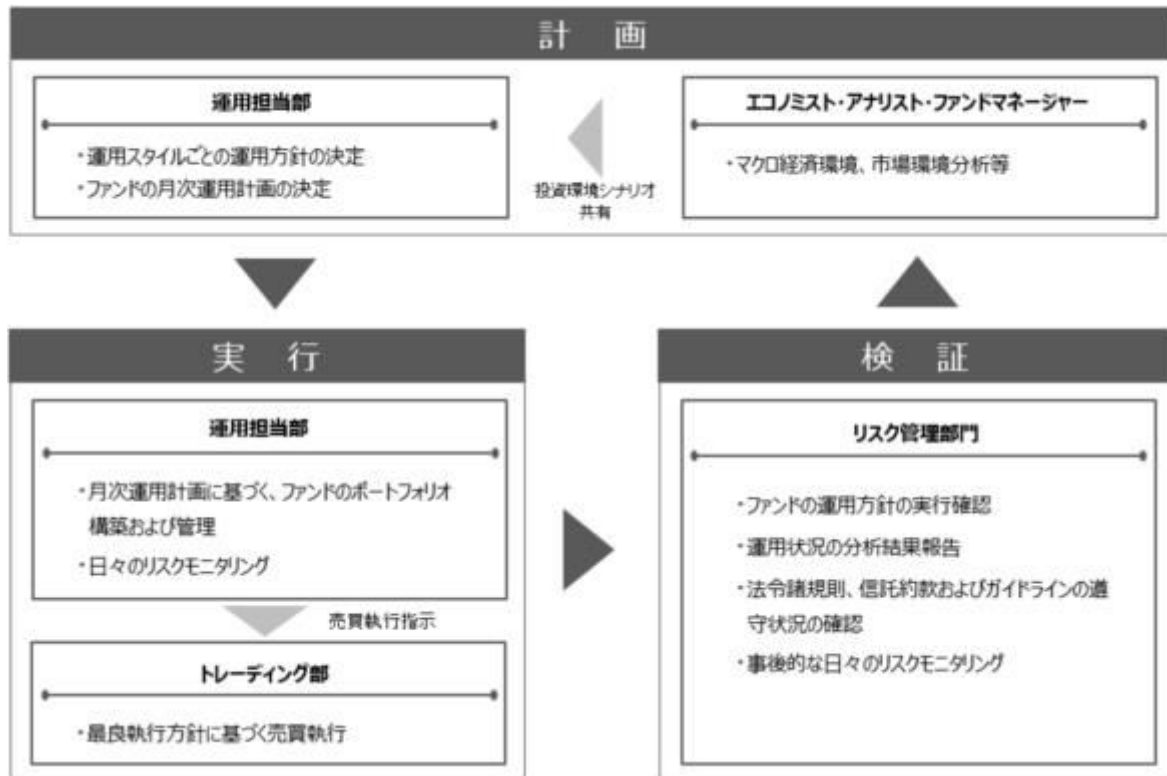 計 画
運用担当部
・運用スタイルごとの運用方針の決定
・ファンドの月次運用計画の決定
投資環境シナリオ
共有
エコノミスト・アナリスト・ファンドマネージャー
・マクロ経済環境、市場環境分析等
実 行
運用担当部
・月次運用計画に基づく、ファンドのポートフォリオ
構築および管理
・日々のリスクモニタリング
売買執行指示
トレーディング部
・最良執行方針に基づく売買執行
検 証
リスク管理部門
・ファンドの運用方針の実行確認
・運用状況の分析結果報告
・法令諸規則、信託約款およびガイドラインの遵
守状況の確認
・事後的な日々のリスクモニタリング